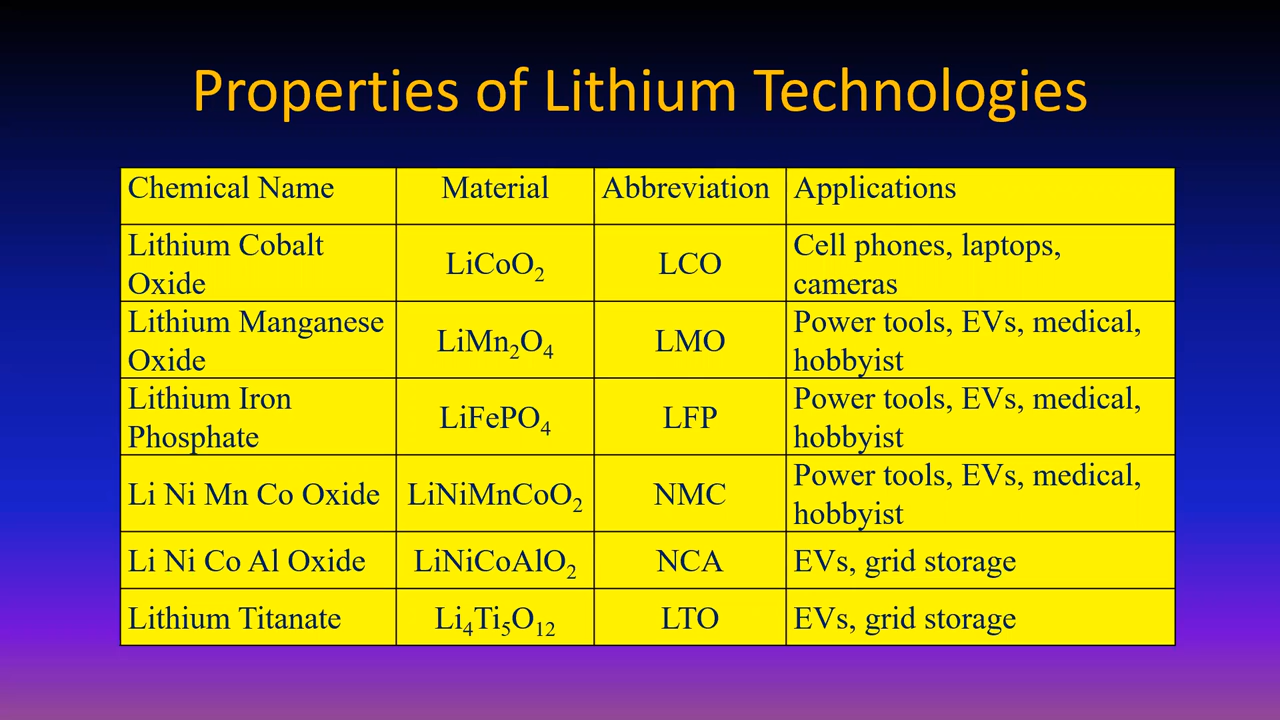 Properties of Lithium Technologies
Chemical Name Material Abbreviation Applications
Lithium Cobalt
Oxide
LiCoO₂
LCO
Cell phones, laptops,
cameras
Lithium Manganese
Oxide
LiMn₂O₄
LMO
Power tools, EVs, medical,
hobbyist
Lithium Iron
Phosphate
LiFePO₄
LFP
Power tools, EVs, medical,
hobbyist
Li Ni Mn Co Oxide
LiNiMnCoO₂
NMC
Power tools, EVs, medical,
hobbyist
Li Ni Co Al Oxide LiNiCoAlO₂ NCA EVs, grid storage
Lithium Titanate Li₄Ti₅O₁₂ LTO EVs, grid storage